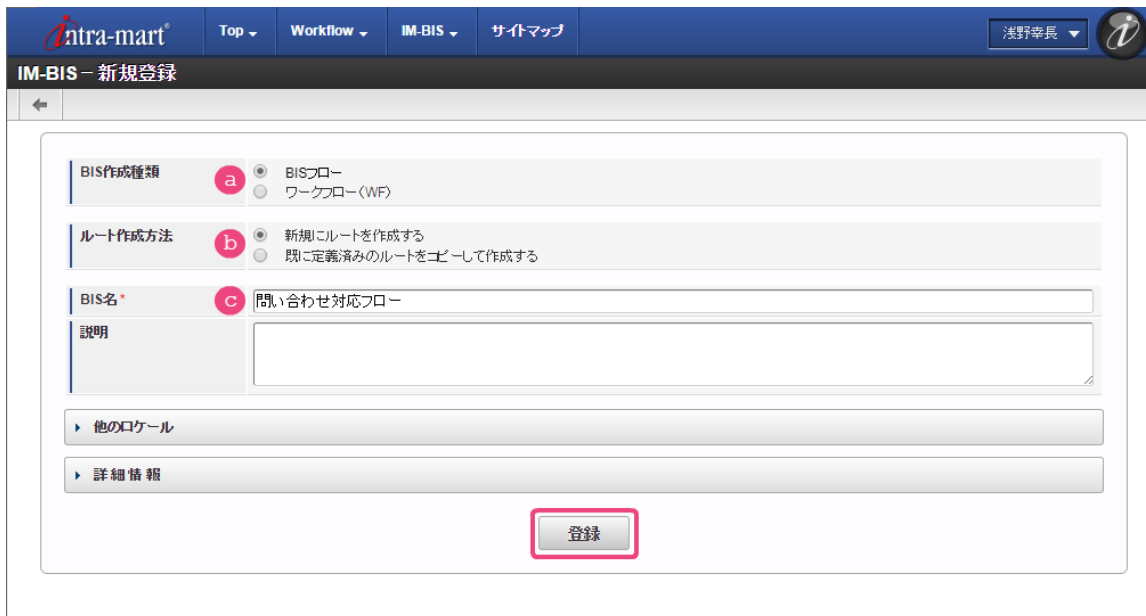 intra-mart® Top Workflow IM-BIS サイトマップ 浅野幸長
IM-BIS－新規登録
BIS作成種類 a BISフロー
ワークフロー(WF)
ルート作成方法 b 新規にルートを作成する
既に定義済みのルートをコピーして作成する
BIS名* c 問い合わせ対応フロー
説明
他のロケール
詳細情報
登録